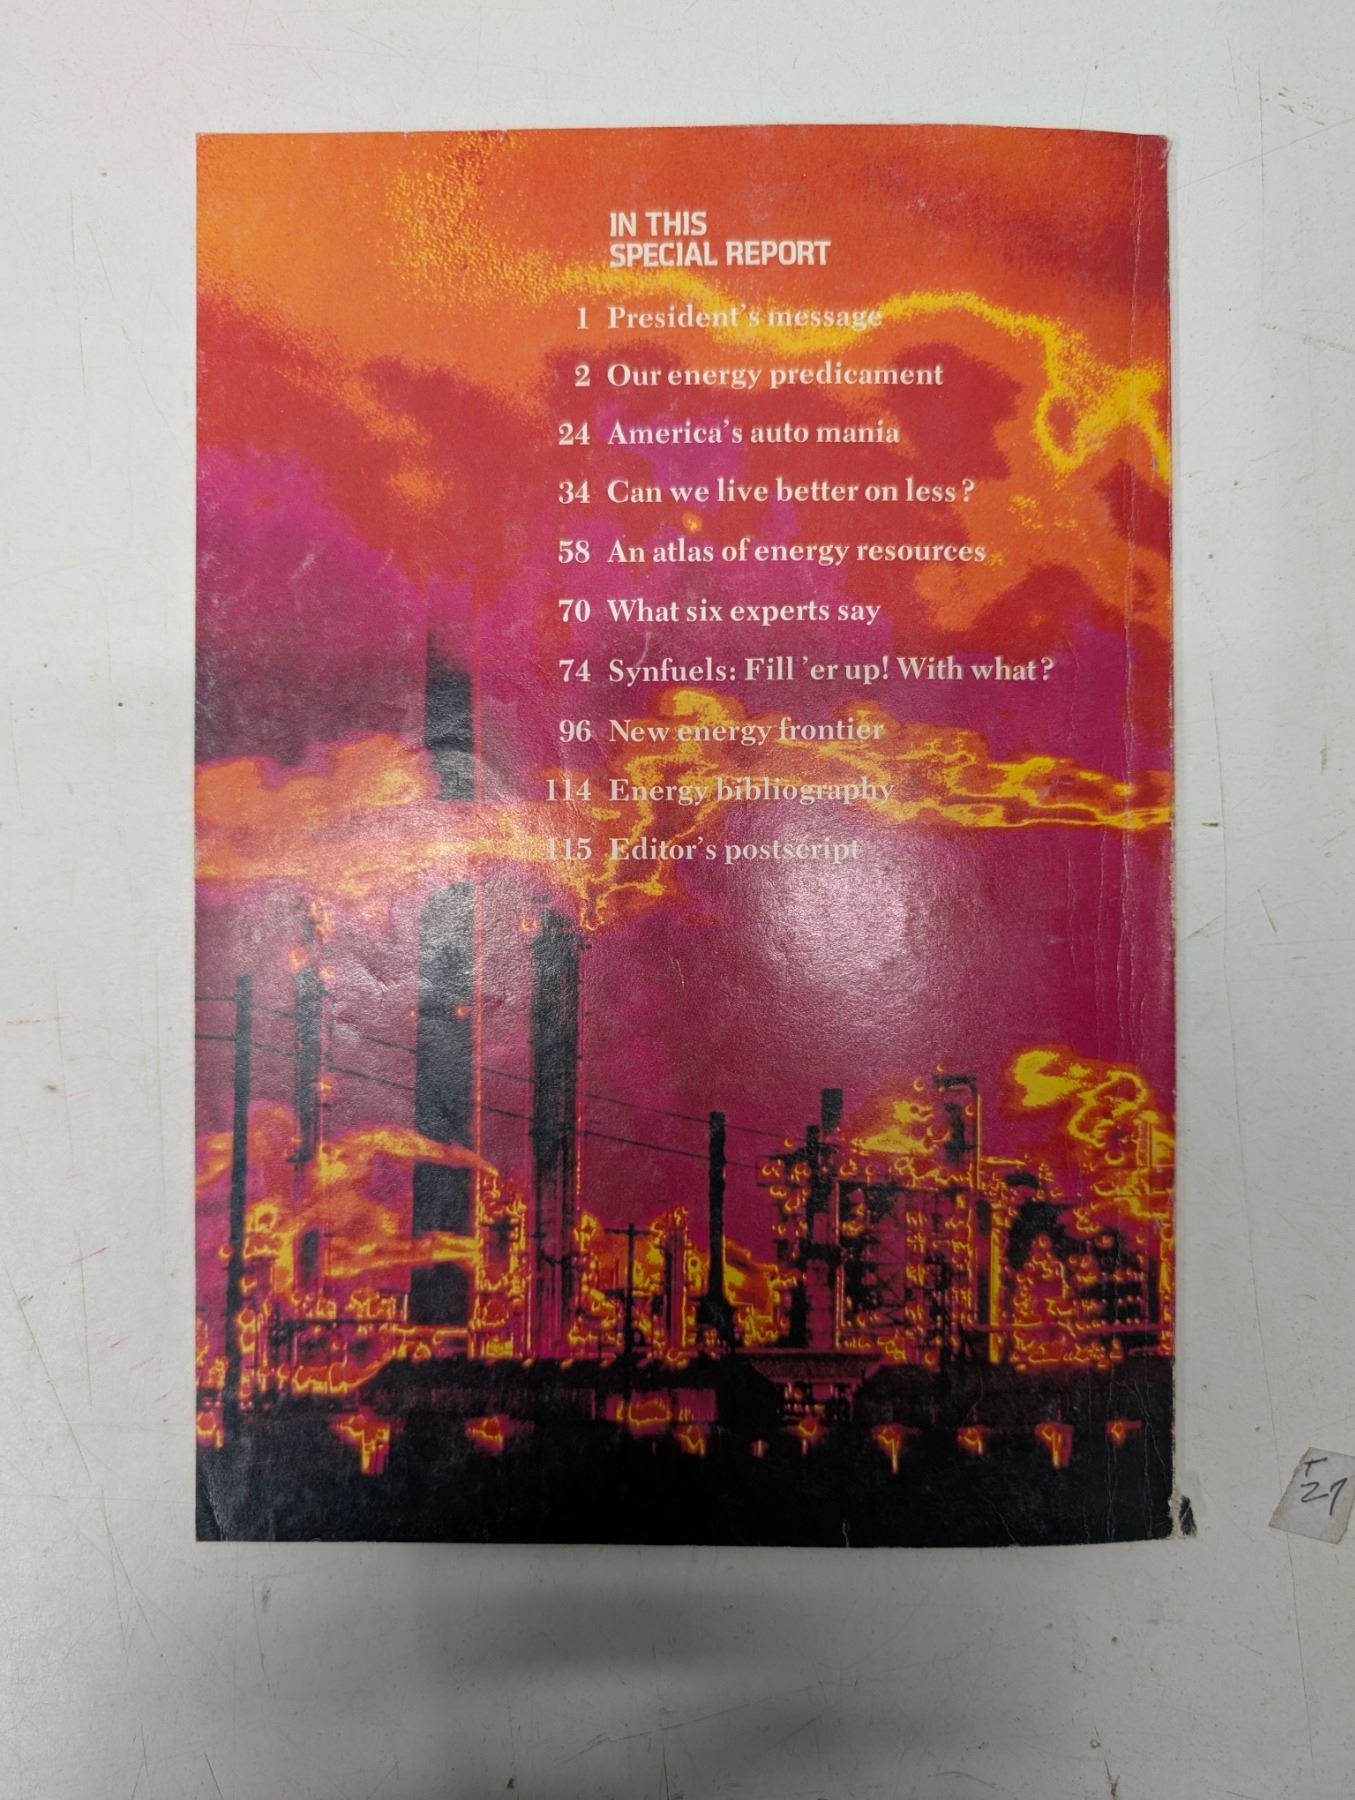 IN THIS
SPECIAL REPORT
1 President's message
2 Our energy predicament
24 America's auto mania
34 Can we live better on less?
58 An atlas of energy resources
70 What six experts say
74 Synfuels: Fill 'er up! With what?
96 New energy frontier
114 Energy bibliography
115 Editor's postscript